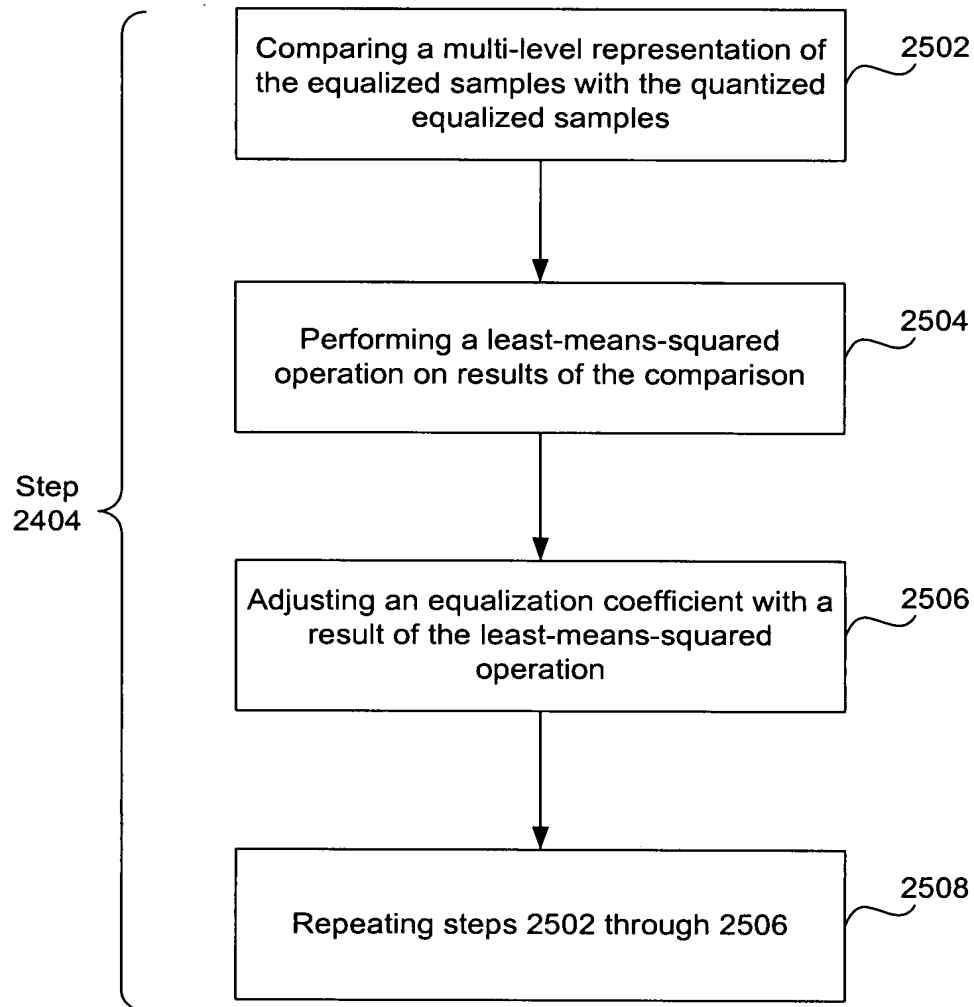 Comparing a multi-level representation of
the equalized samples with the quantized
equalized samples
2502
Performing a least-means-squared
operation on results of the comparison
2504
Step
2404
Adjusting an equalization coefficient with a
result of the least-means-squared
operation
2506
Repeating steps 2502 through 2506
2508